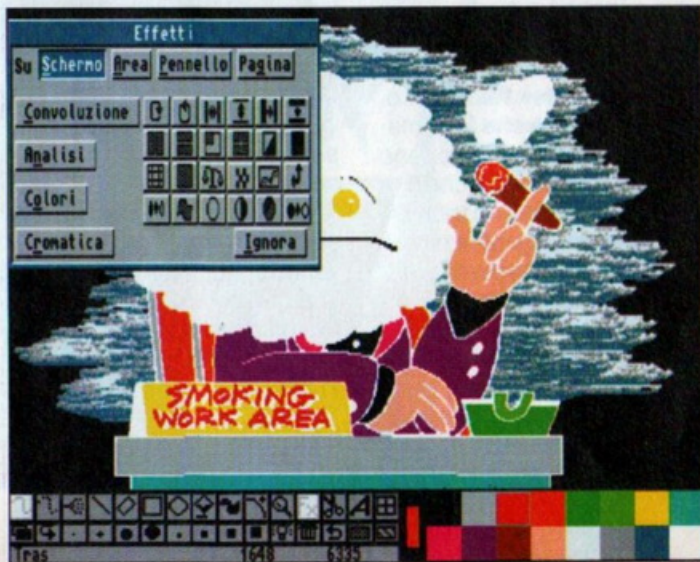 Effetti
Su Schermo Area Pennello Pagina
Convoluzione
Analisi
Colori
Cromatica Ignora
SMOKING
WORK AREA
Tras 1648 6335